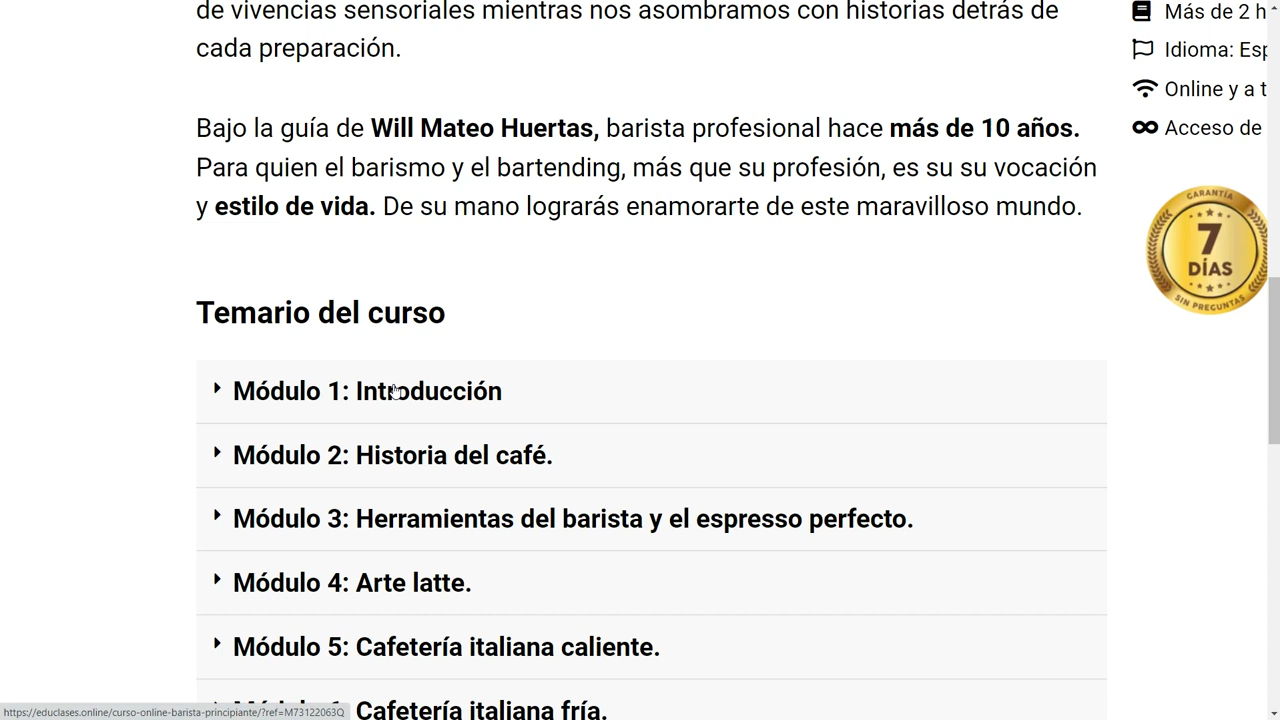 de vivencias sensoriales mientras nos asombramos con historias detrás de
cada preparación.
Bajo la guía de Will Mateo Huertas, barista profesional hace más de 10 años.
Para quien el barismo y el bartending, más que su profesión, es su su vocación
y estilo de vida. De su mano lograrás enamorarte de este maravilloso mundo.
Temario del curso
Módulo 1: Introducción
Módulo 2: Historia del café.
Módulo 3: Herramientas del barista y el espresso perfecto.
Módulo 4: Arte latte.
Módulo 5: Cafetería italiana caliente.
Cafetería italiana fría.
Más de 2 h
Idioma: Esp
Online y a t
Acceso de
GARANTÍA
7
DÍAS
SIN PREGUNTAS
https://educlases.online/curso-online-barista-principiante/?ref=M73122063Q